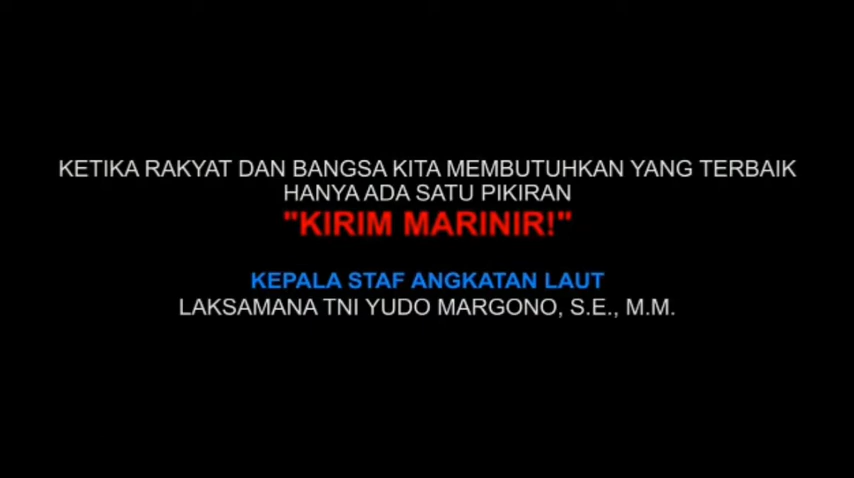 KETIKA RAKYAT DAN BANGSA KITA MEMBUTUHKAN YANG TERBAIK
HANYA ADA SATU PIKIRAN
"KIRIM MARINIR!"
KEPALA STAF ANGKATAN LAUT
LAKSAMANA TNI YUDO MARGONO, S.E., M.M.